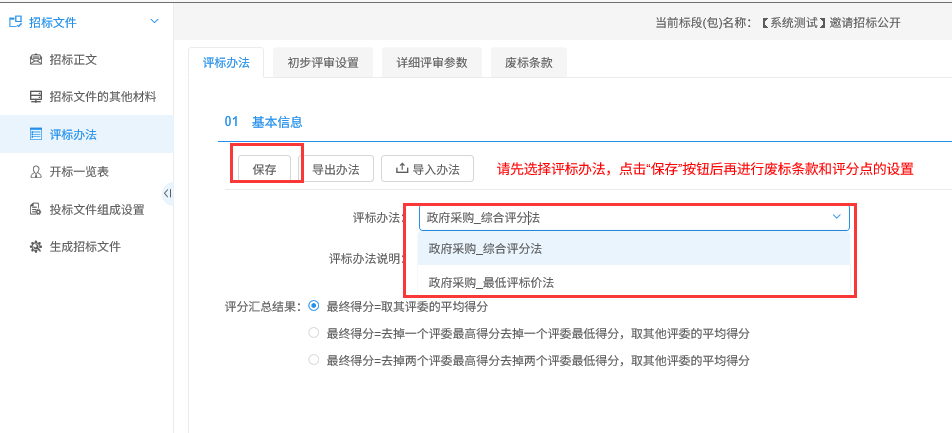 招标文件
当前标段(包)名称：【系统测试】邀请招标公开
招标正文
招标文件的其他材料
评标办法
开标一览表
投标文件组成设置
生成招标文件
评标办法 初步评审设置 详细评审参数 废标条款
01 基本信息
保存 导出办法 导入办法 请先选择评标办法，点击“保存”按钮后再进行废标条款和评分点的设置
评标办法： 政府采购_综合评分法
政府采购_综合评分法
评标办法说明：
政府采购_最低评标价法
评分汇总结果： 最终得分=取其评委的平均得分
最终得分=去掉一个评委最高得分去掉一个评委最低得分，取其他评委的平均得分
最终得分=去掉两个评委最高得分去掉两个评委最低得分，取其他评委的平均得分